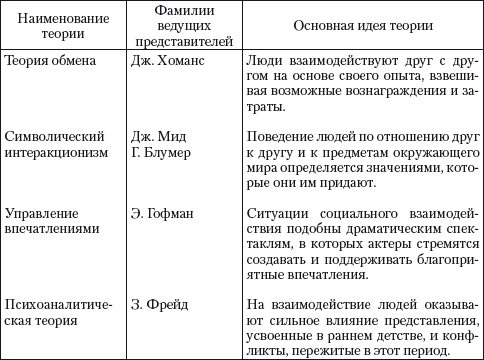 Наименование теории
Фамилии ведущих представителей
Основная идея теории
Теория обмена
Дж. Хоманс
Люди взаимодействуют друг с дру-
гом на основе своего опыта, взвеши-
вая возможные вознаграждения и за-
траты.
Символический
интеракционизм
Дж. Мид
Г. Блумер
Поведение людей по отношению друг
к другу и к предметам окружающего
мира определяется значениями, кото-
рые они им придают.
Управление
впечатлениями
Э. Гофман
Ситуации социального взаимодей-
ствия подобны драматическим спек-
таклям, в которых актеры стремятся
создавать и поддерживать благопри-
ятные впечатления.
Психоаналитиче-
ская теория
З. Фрейд
На взаимодействие людей оказыва-
ют сильное влияние представления,
усвоенные в раннем детстве, и конф-
ликты, пережитые в этот период.